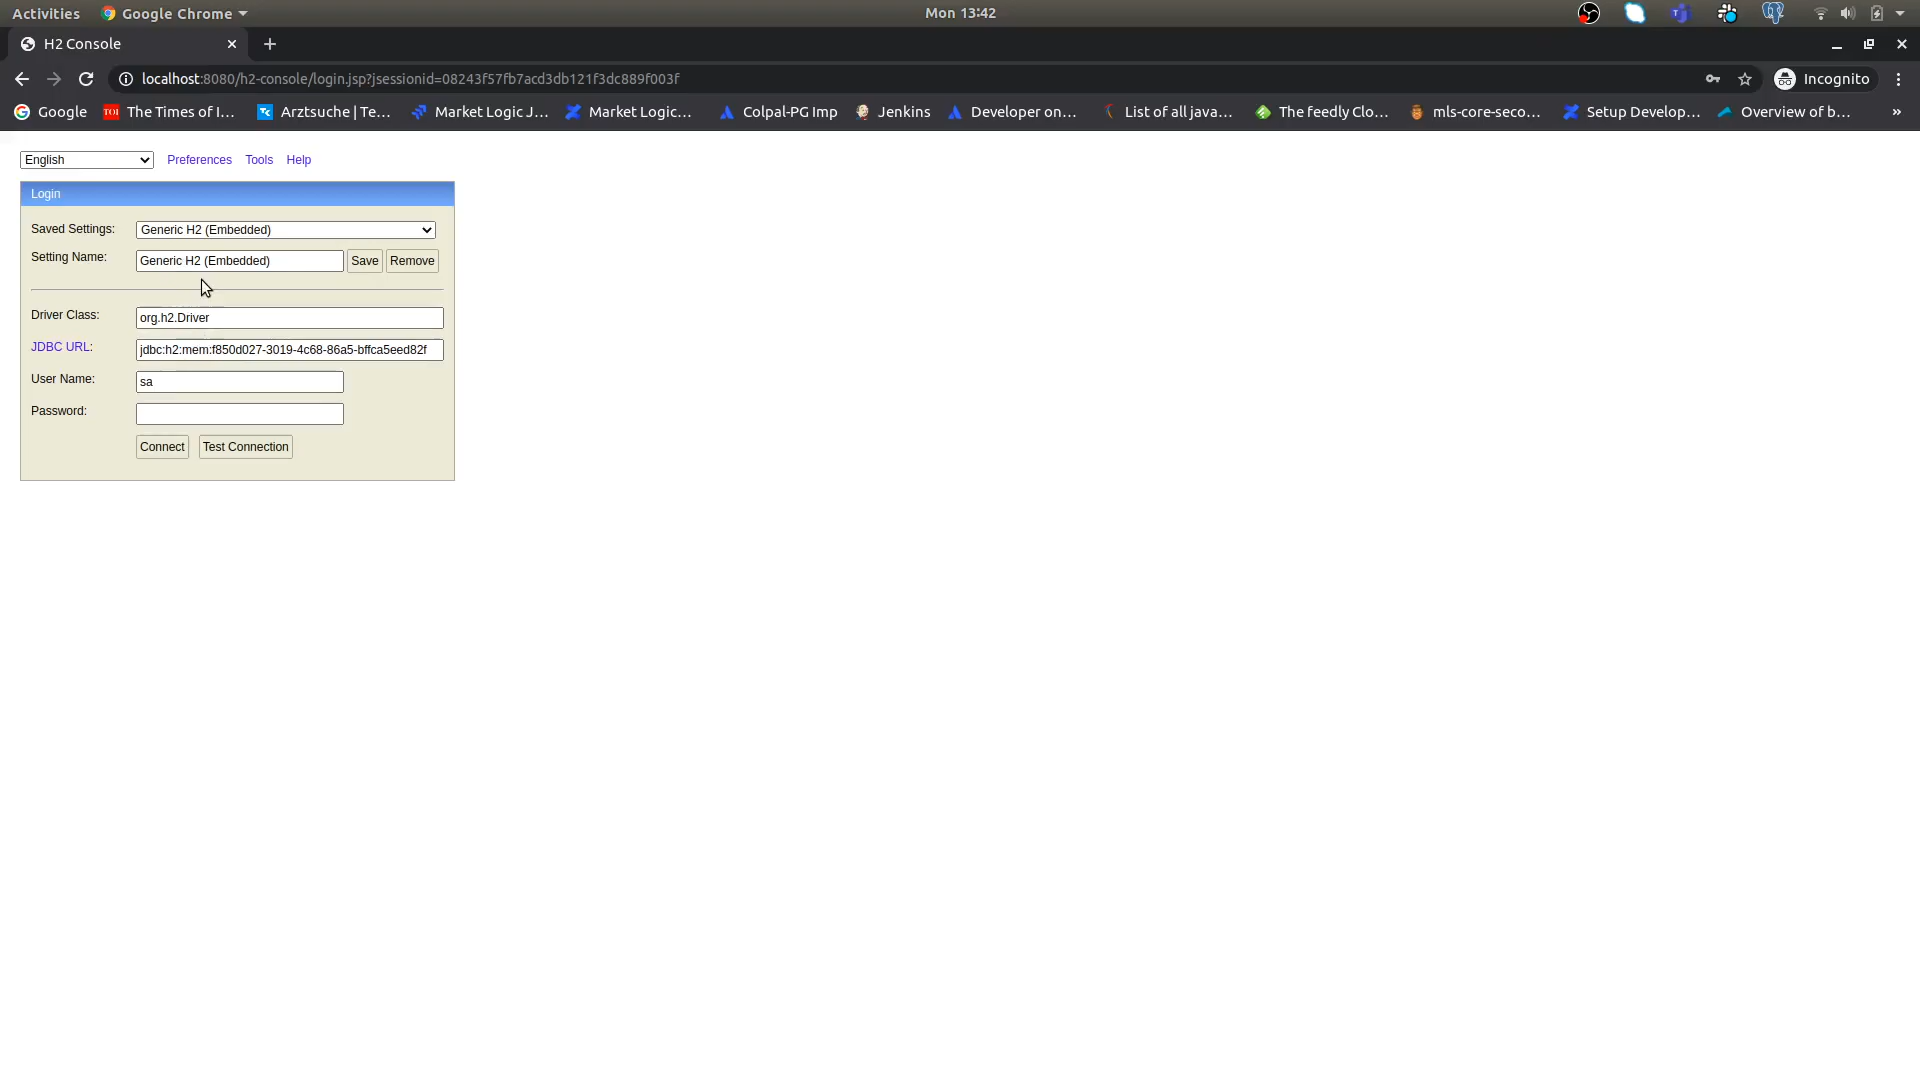 Activities Google Chrome Mon 13:42
H2 Console
localhost:8080/h2-console/login.jsp?jsessionid=08243f57fb7acd3db121f3dc889f003f Incognito
Google TOI The Times of I... Arztsuche | Te... Market Logic J... Market Logic... Colpal-PG Imp Jenkins Developer on... List of all java... The feedly Clo... mls-core-seco... Setup Develop... Overview of b... »
English Preferences Tools Help
Login
Saved Settings: Generic H2 (Embedded)
Setting Name: Generic H2 (Embedded) Save Remove
Driver Class: org.h2.Driver
JDBC URL: jdbc:h2:mem:f850d027-3019-4c68-86a5-bffca5eed82f
User Name: sa
Password:
Connect Test Connection